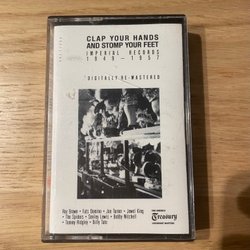 CLAP YOUR HANDS
AND STOMP YOUR FEET
IMPERIAL RECORDS
1949 - 1957
DIGITALLY RE-MASTERED
Roy Brown • Fats Domino • Joe Turner • Jewel King
• The Spiders • Smiley Lewis • Bobby Mitchell
• Tommy Ridgley • Billy Tate
Treasury